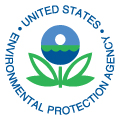 UNITED STATES
ENVIRONMENTAL PROTECTION AGENCY